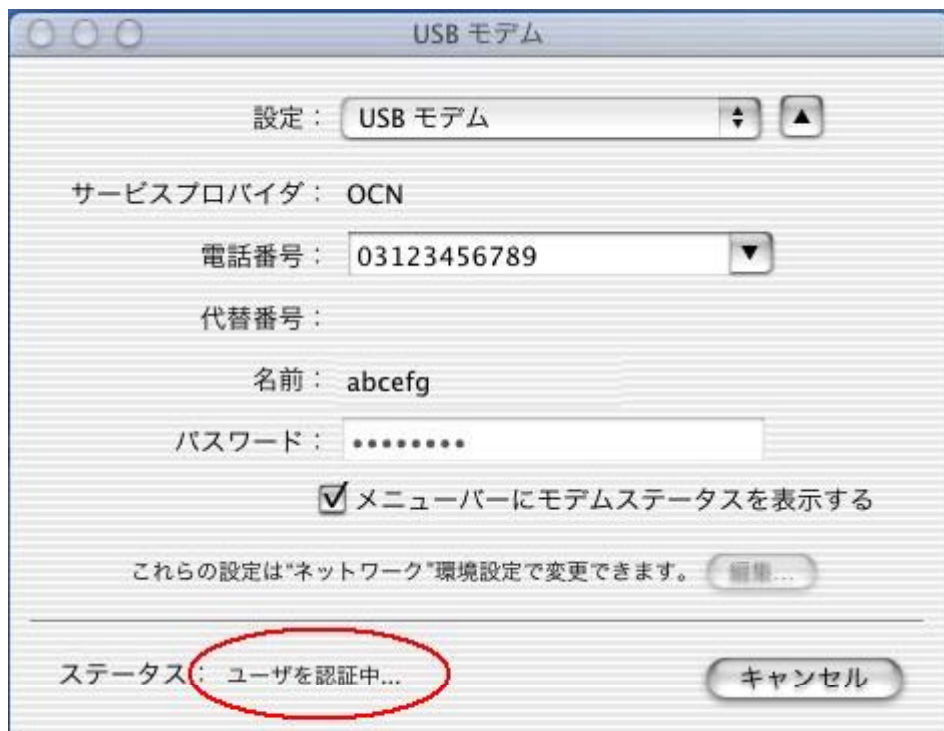 USB モデム
設定： USB モデム
サービスプロバイダ： OCN
電話番号： 03123456789
代替番号：
名前： abcefg
パスワード： ••••••••
メニューバーにモデムステータスを表示する
これらの設定は“ネットワーク”環境設定で変更できます。 編集...
ステータス： ユーザを認証中... キャンセル